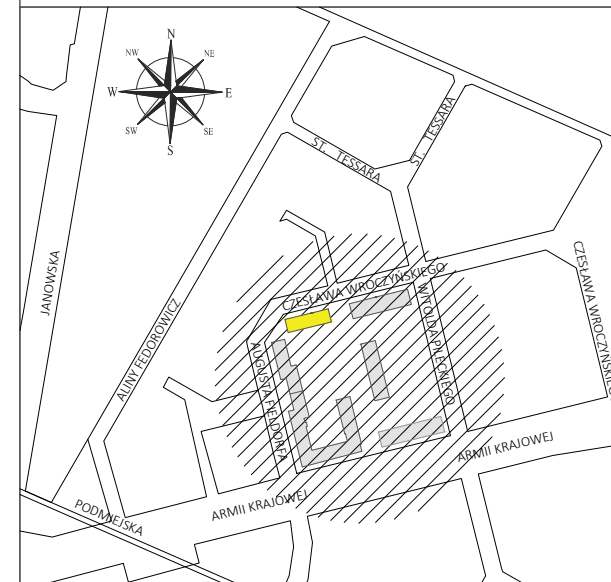 N
NW
NE
W
E
SW
SE
S
ST. TESSARA
ST. TESSARA
JANOWSKA
ALINY FEDOROWICZ
CZESŁAWA WROCZYŃSKIEGO
CZESŁAWA WROCZYŃSKIEGO
WITOLDA PILECKIEGO
AUGUSTA FIELDORFA
ARMII KRAJOWEJ
ARMII KRAJOWEJ
PODMIEJSKA